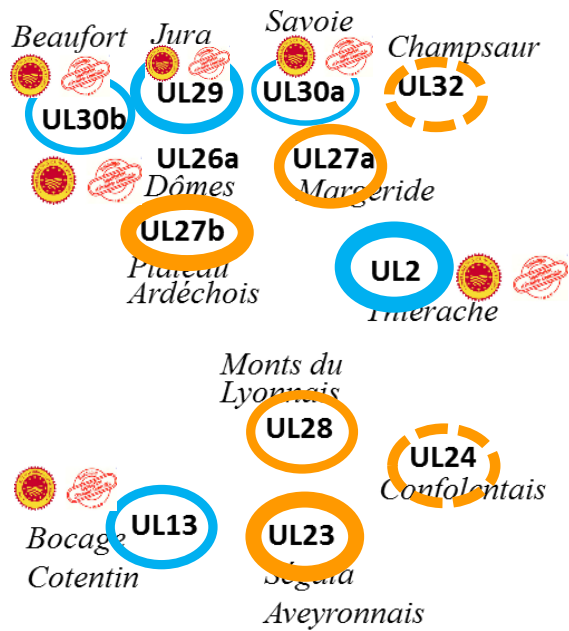 Beaufort
Jura
Savoie
Champsaur
UL30b
UL29
UL30a
UL32
UL26a
Dômes
UL27a
Margeride
UL27b
Plateau
Ardéchois
UL2
Thiérache
Monts du
Lyonnais
UL28
UL24
Confolentais
UL13
Bocage
Cotentin
UL23
Ségala
Aveyronnais